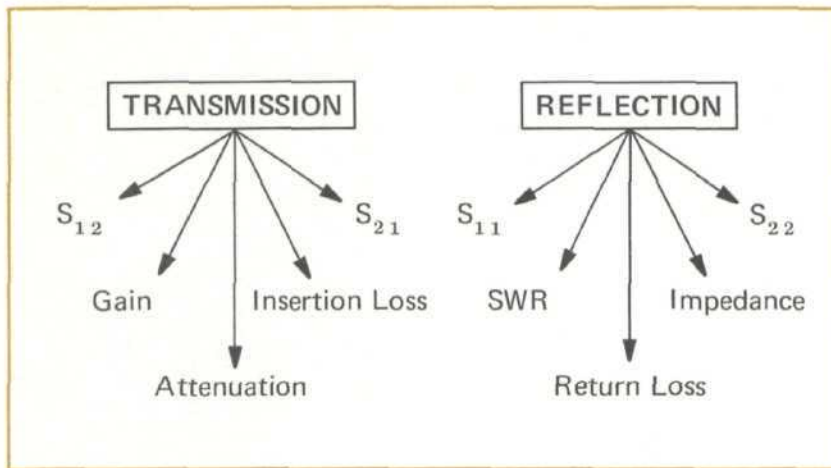 TRANSMISSION REFLECTION
S₁₂ S₂₁ S₁₁ S₂₂
Gain Insertion Loss SWR Impedance
Attenuation Return Loss